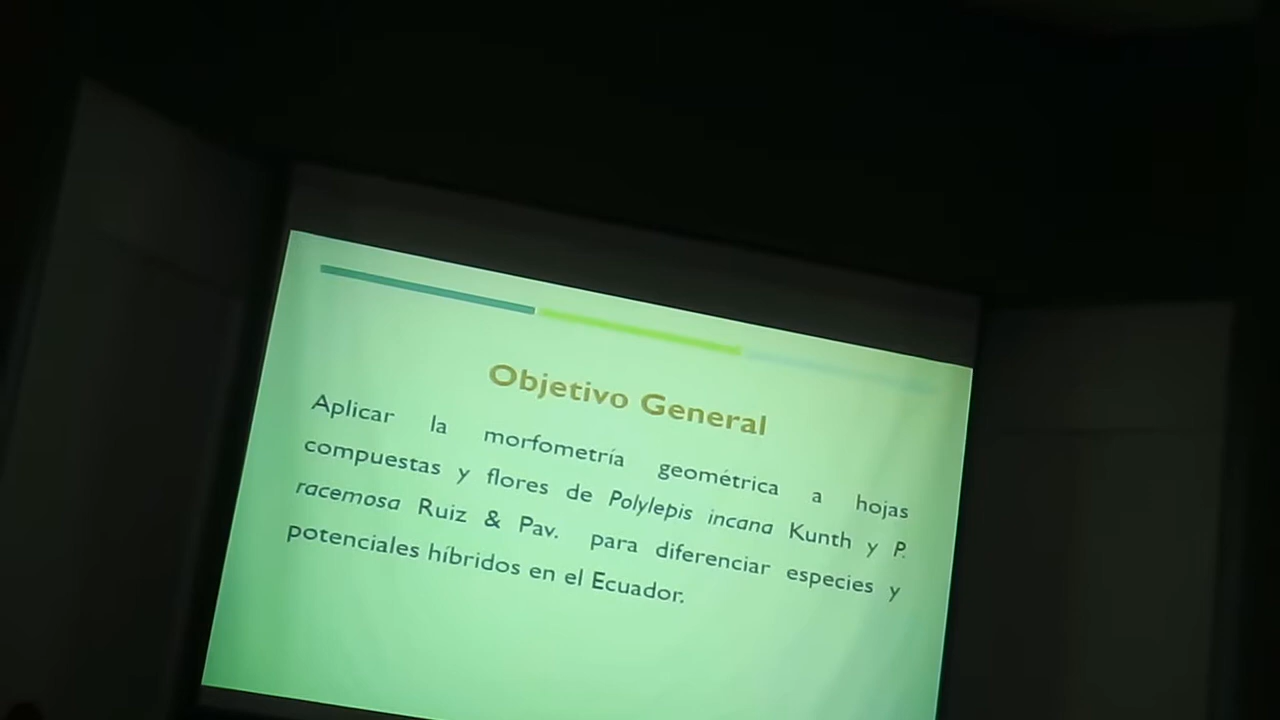 Objetivo General
Aplicar la morfometría geométrica a hojas
compuestas y flores de Polylepis incana Kunth y P.
racemosa Ruiz & Pav. para diferenciar especies y
potenciales híbridos en el Ecuador.